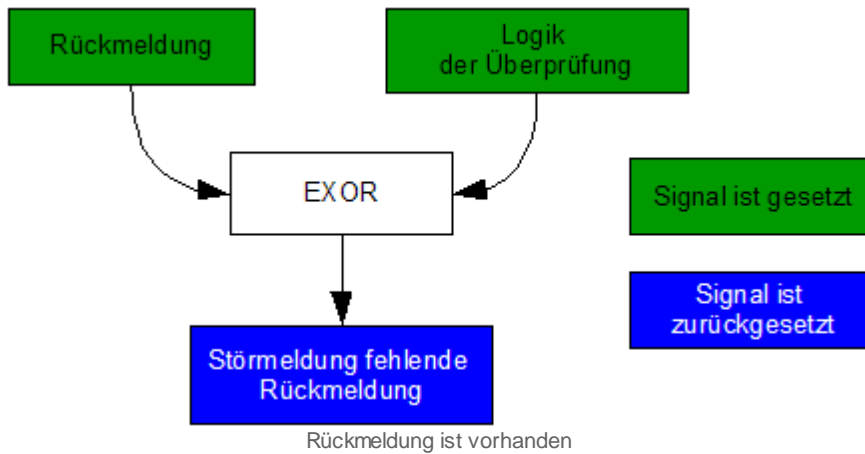 Rückmeldung
Logik
der Überprüfung
EXOR
Signal ist gesetzt
Signal ist
zurückgesetzt
Störmeldung fehlende
Rückmeldung
Rückmeldung ist vorhanden